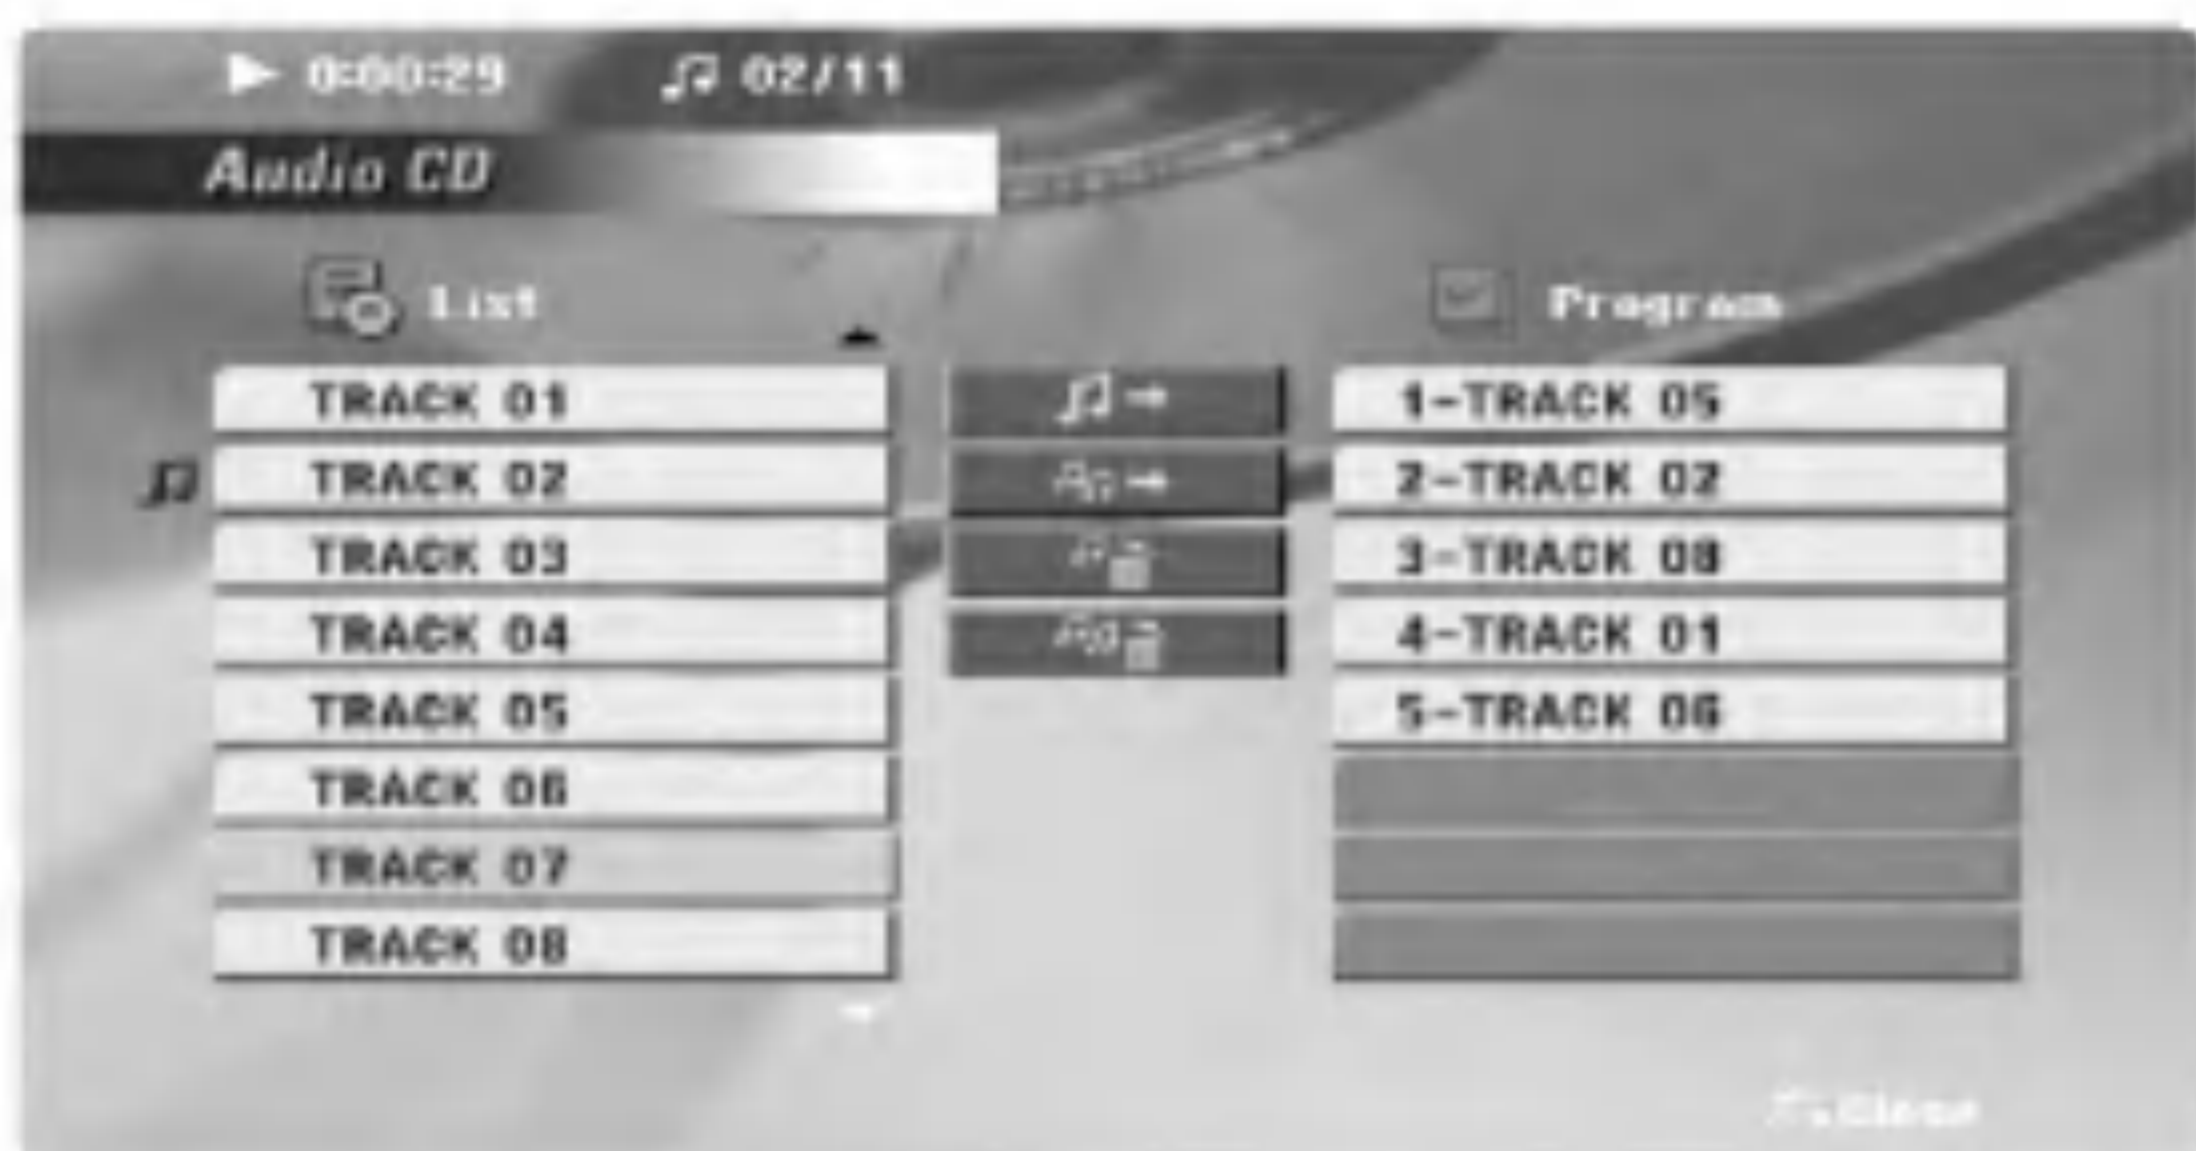 0:00:29 02/11
Audio CD
List
Program
TRACK 01
TRACK 02
TRACK 03
TRACK 04
TRACK 05
TRACK 06
TRACK 07
TRACK 08
1-TRACK 05
2-TRACK 02
3-TRACK 08
4-TRACK 01
5-TRACK 06
Close